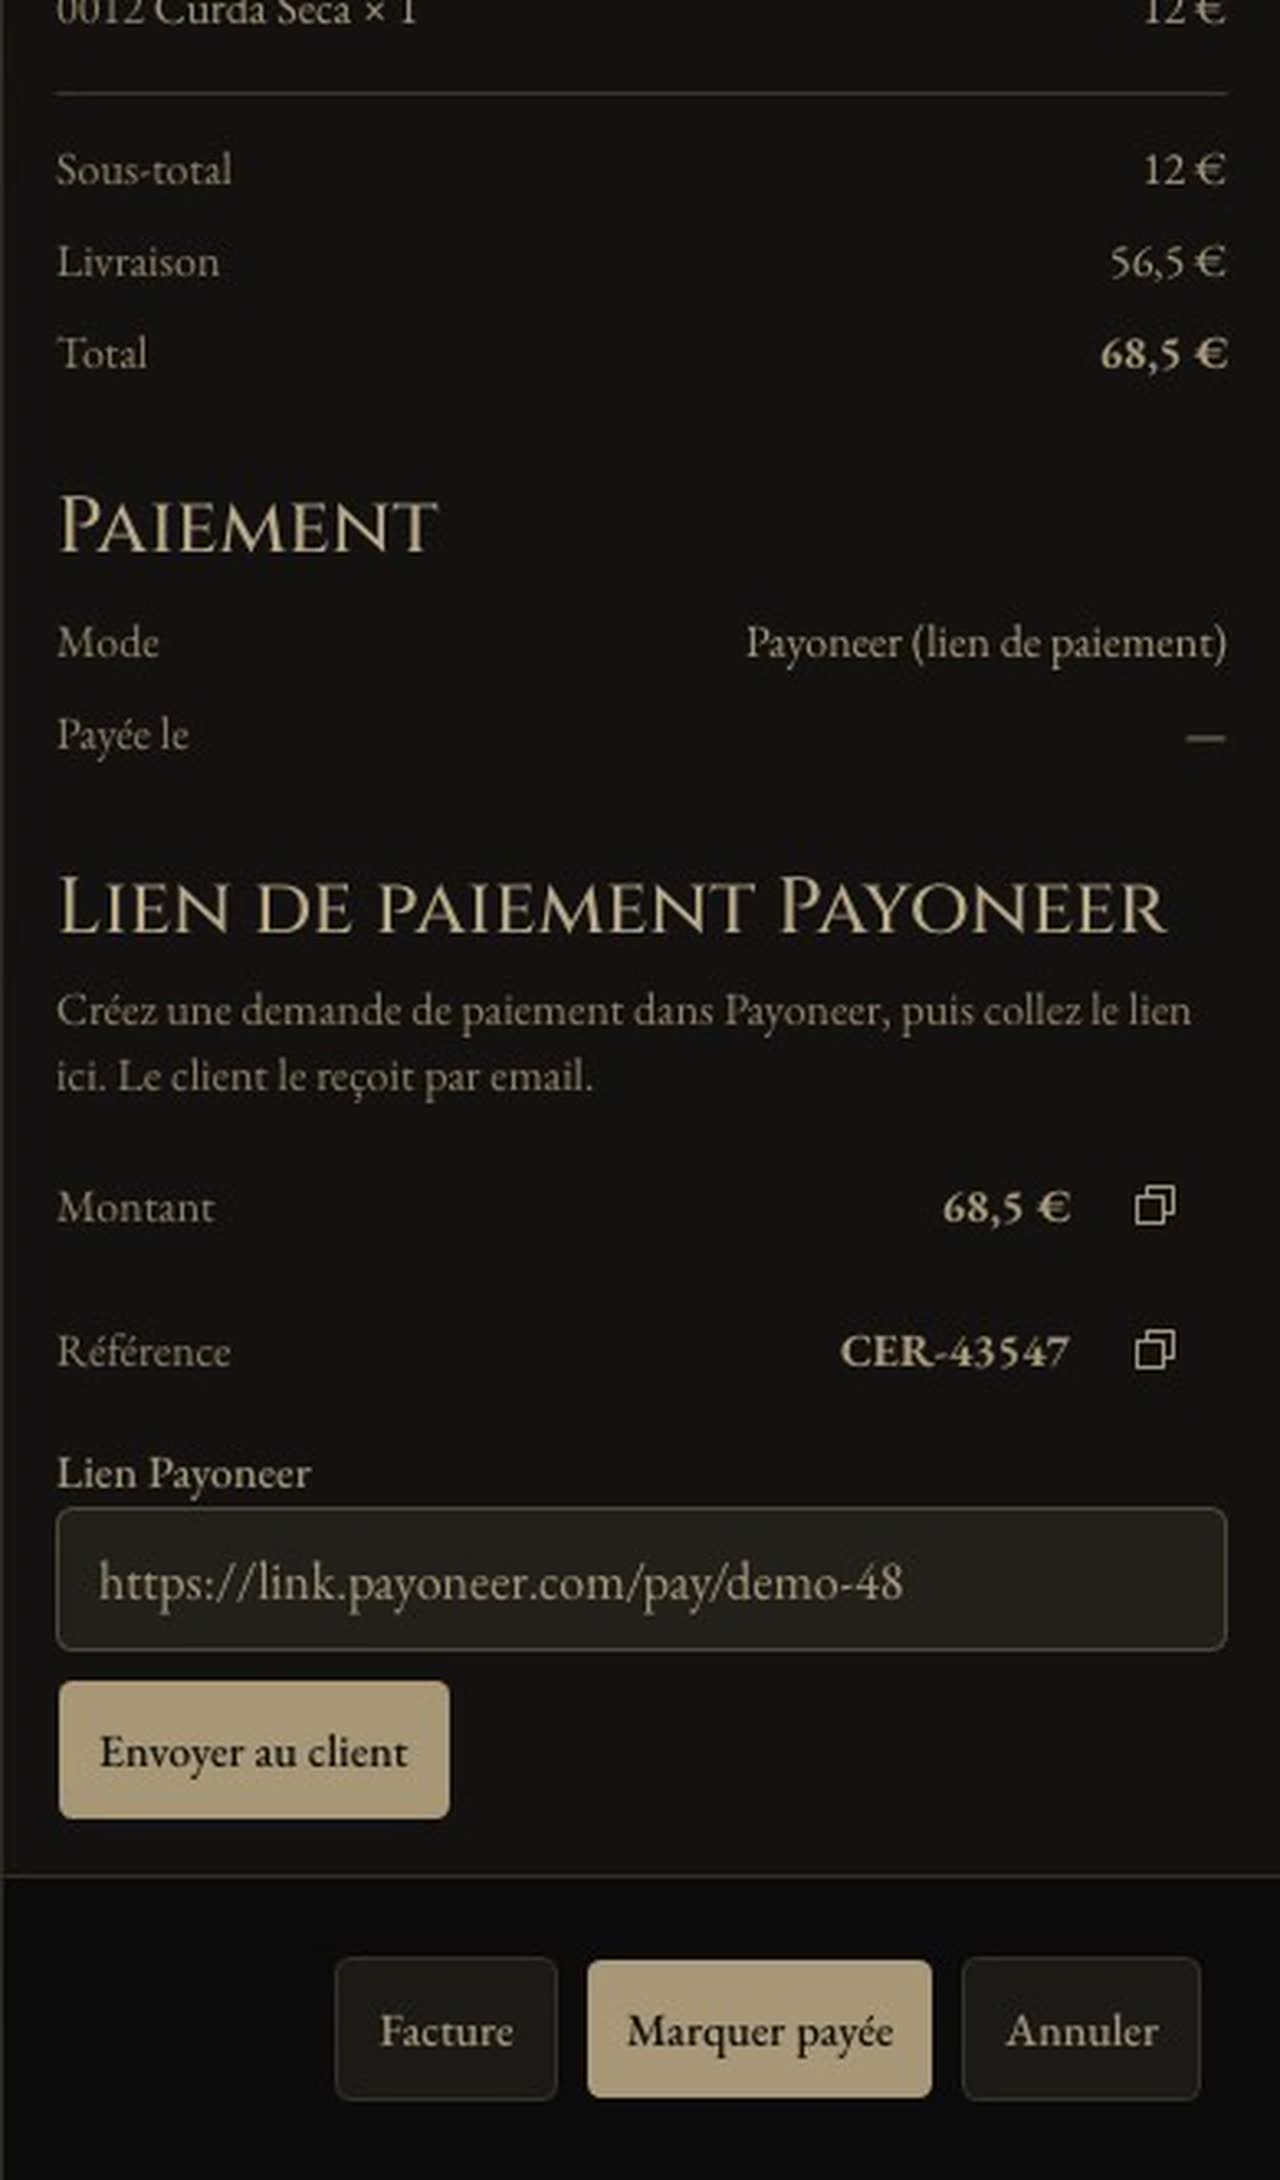 0012 Curda Seca × 1 12 €
Sous-total 12 €
Livraison 56,5 €
Total 68,5 €
Paiement
Mode Payoneer (lien de paiement)
Payée le —
Lien de paiement Payoneer
Créez une demande de paiement dans Payoneer, puis collez le lien
ici. Le client le reçoit par email.
Montant 68,5 €
Référence CER-43547
Lien Payoneer
https://link.payoneer.com/pay/demo-48
Envoyer au client
Facture Marquer payée Annuler